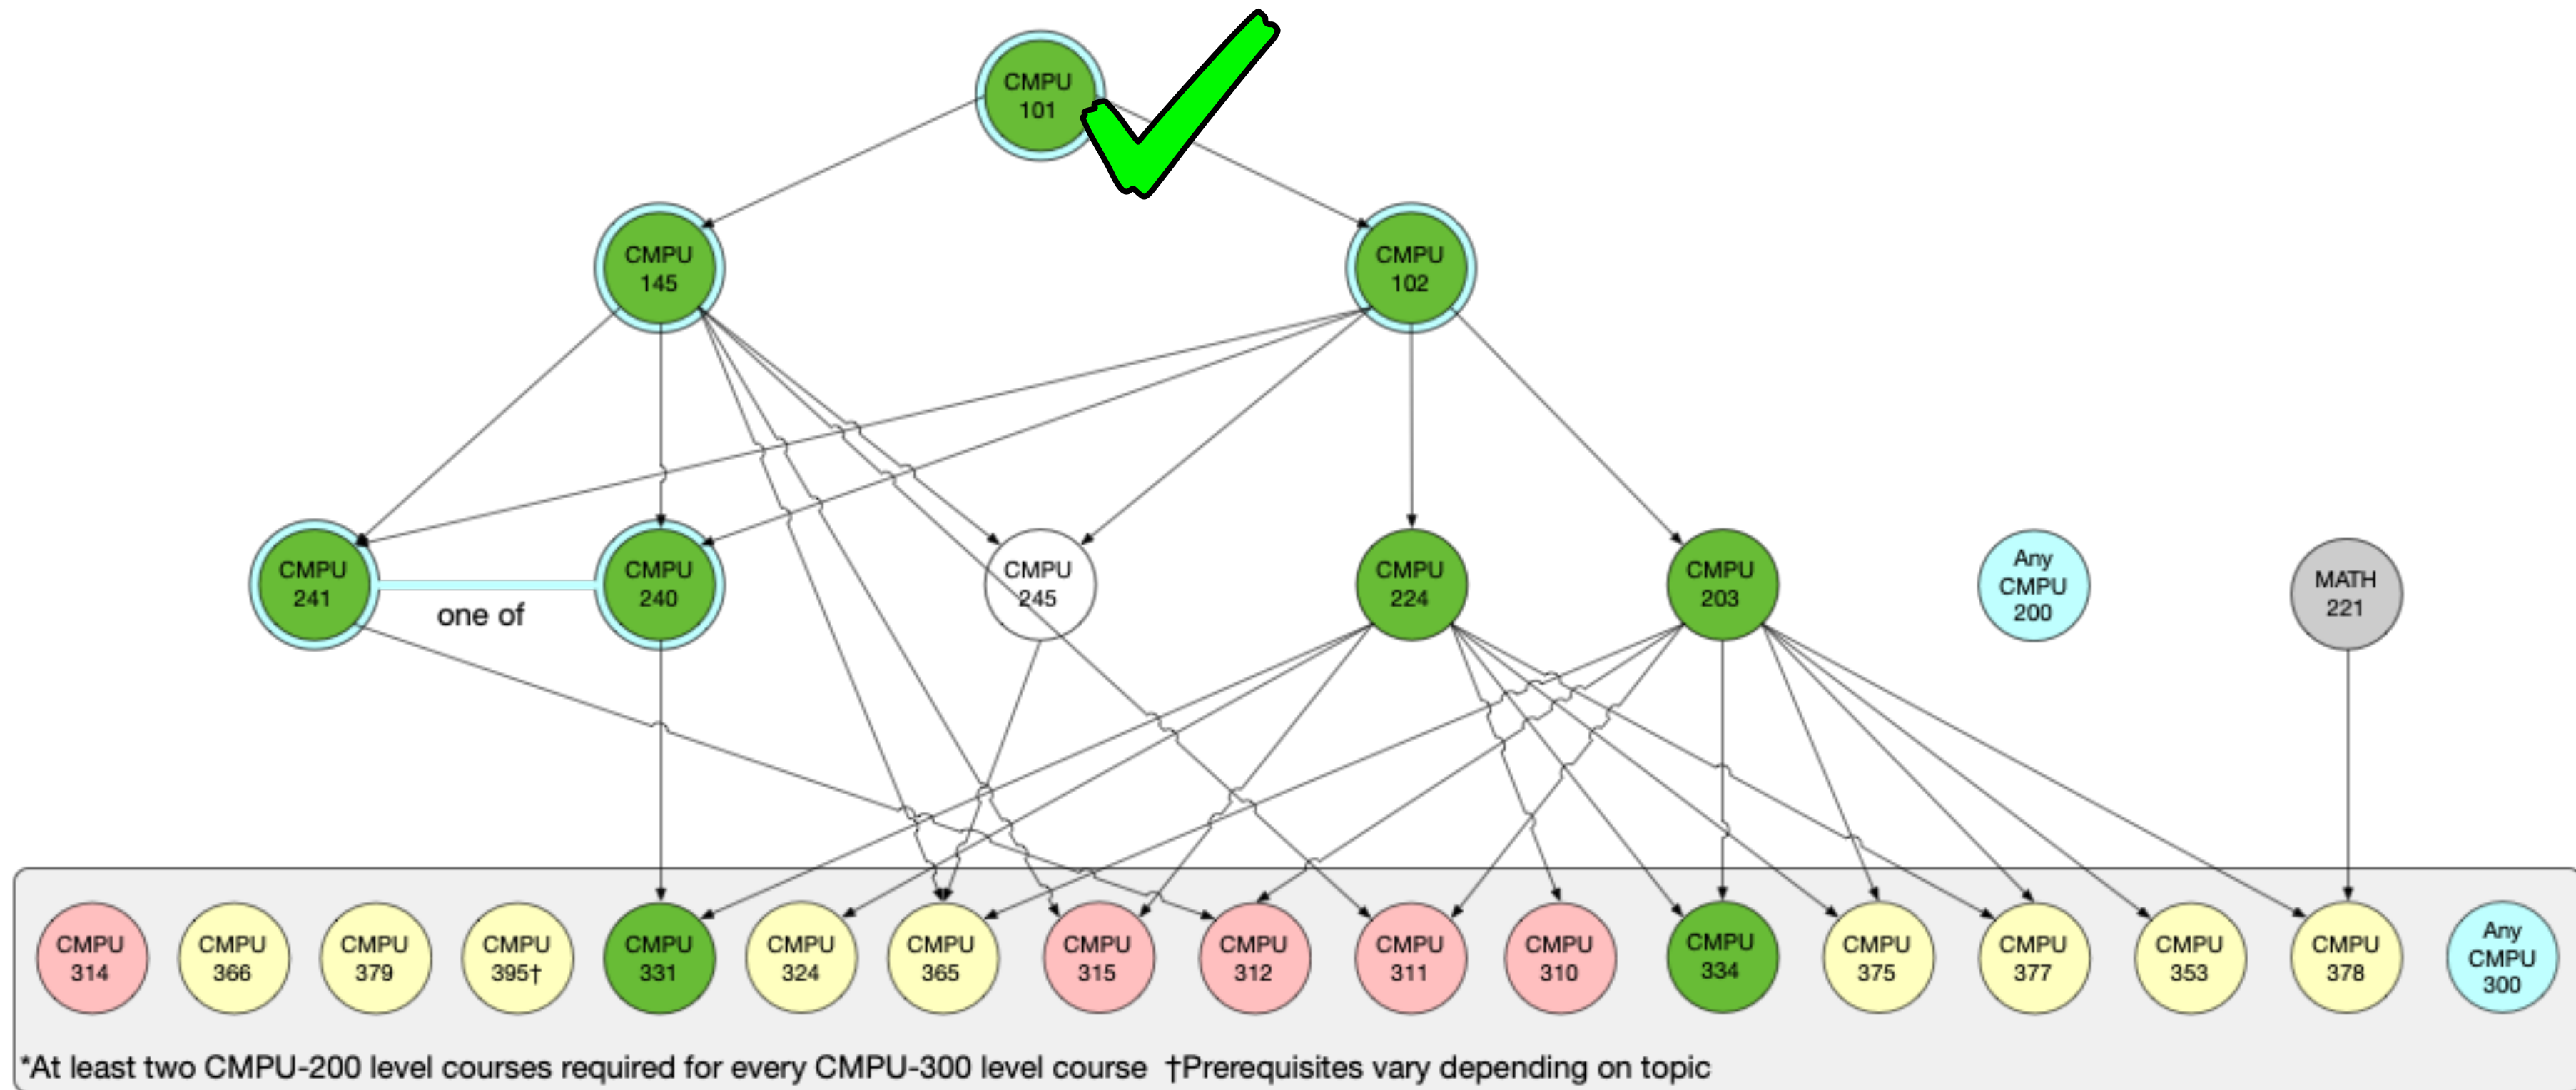 CMPU
101
CMPU
145
CMPU
102
CMPU
241
one of
CMPU
240
CMPU
245
CMPU
224
CMPU
203
Any
CMPU
200
MATH
221
CMPU
314
CMPU
366
CMPU
379
CMPU
395†
CMPU
331
CMPU
324
CMPU
365
CMPU
315
CMPU
312
CMPU
311
CMPU
310
CMPU
334
CMPU
375
CMPU
377
CMPU
353
CMPU
378
Any
CMPU
300
*At least two CMPU-200 level courses required for every CMPU-300 level course †Prerequisites vary depending on topic